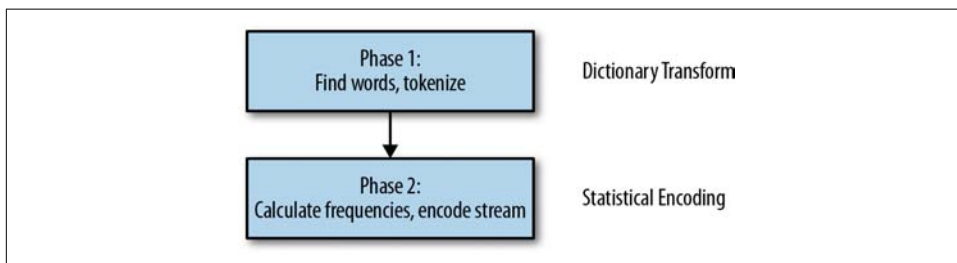 Phase 1:
Find words, tokenize
Dictionary Transform
Phase 2:
Calculate frequencies, encode stream
Statistical Encoding